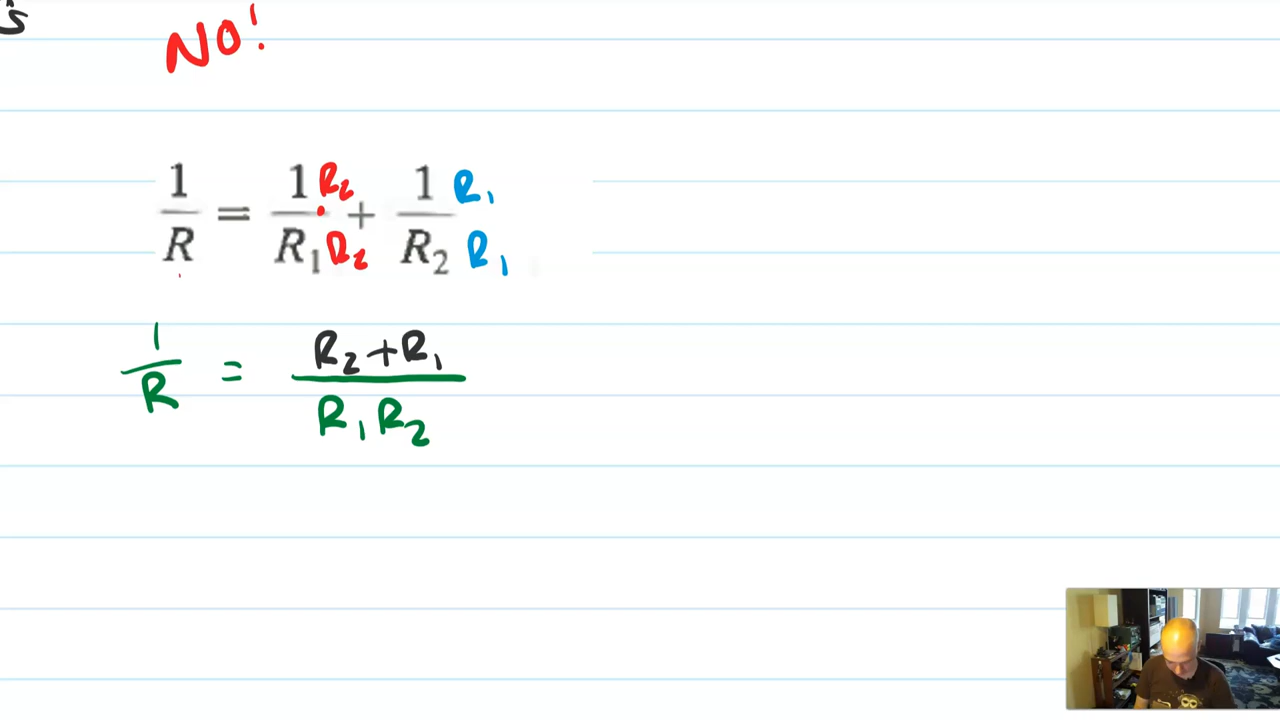 's
NO!
1/R = 1 R₂/R₁ R₂ + 1 R₁/R₂ R₁
1/R = R₂+R₁/R₁R₂